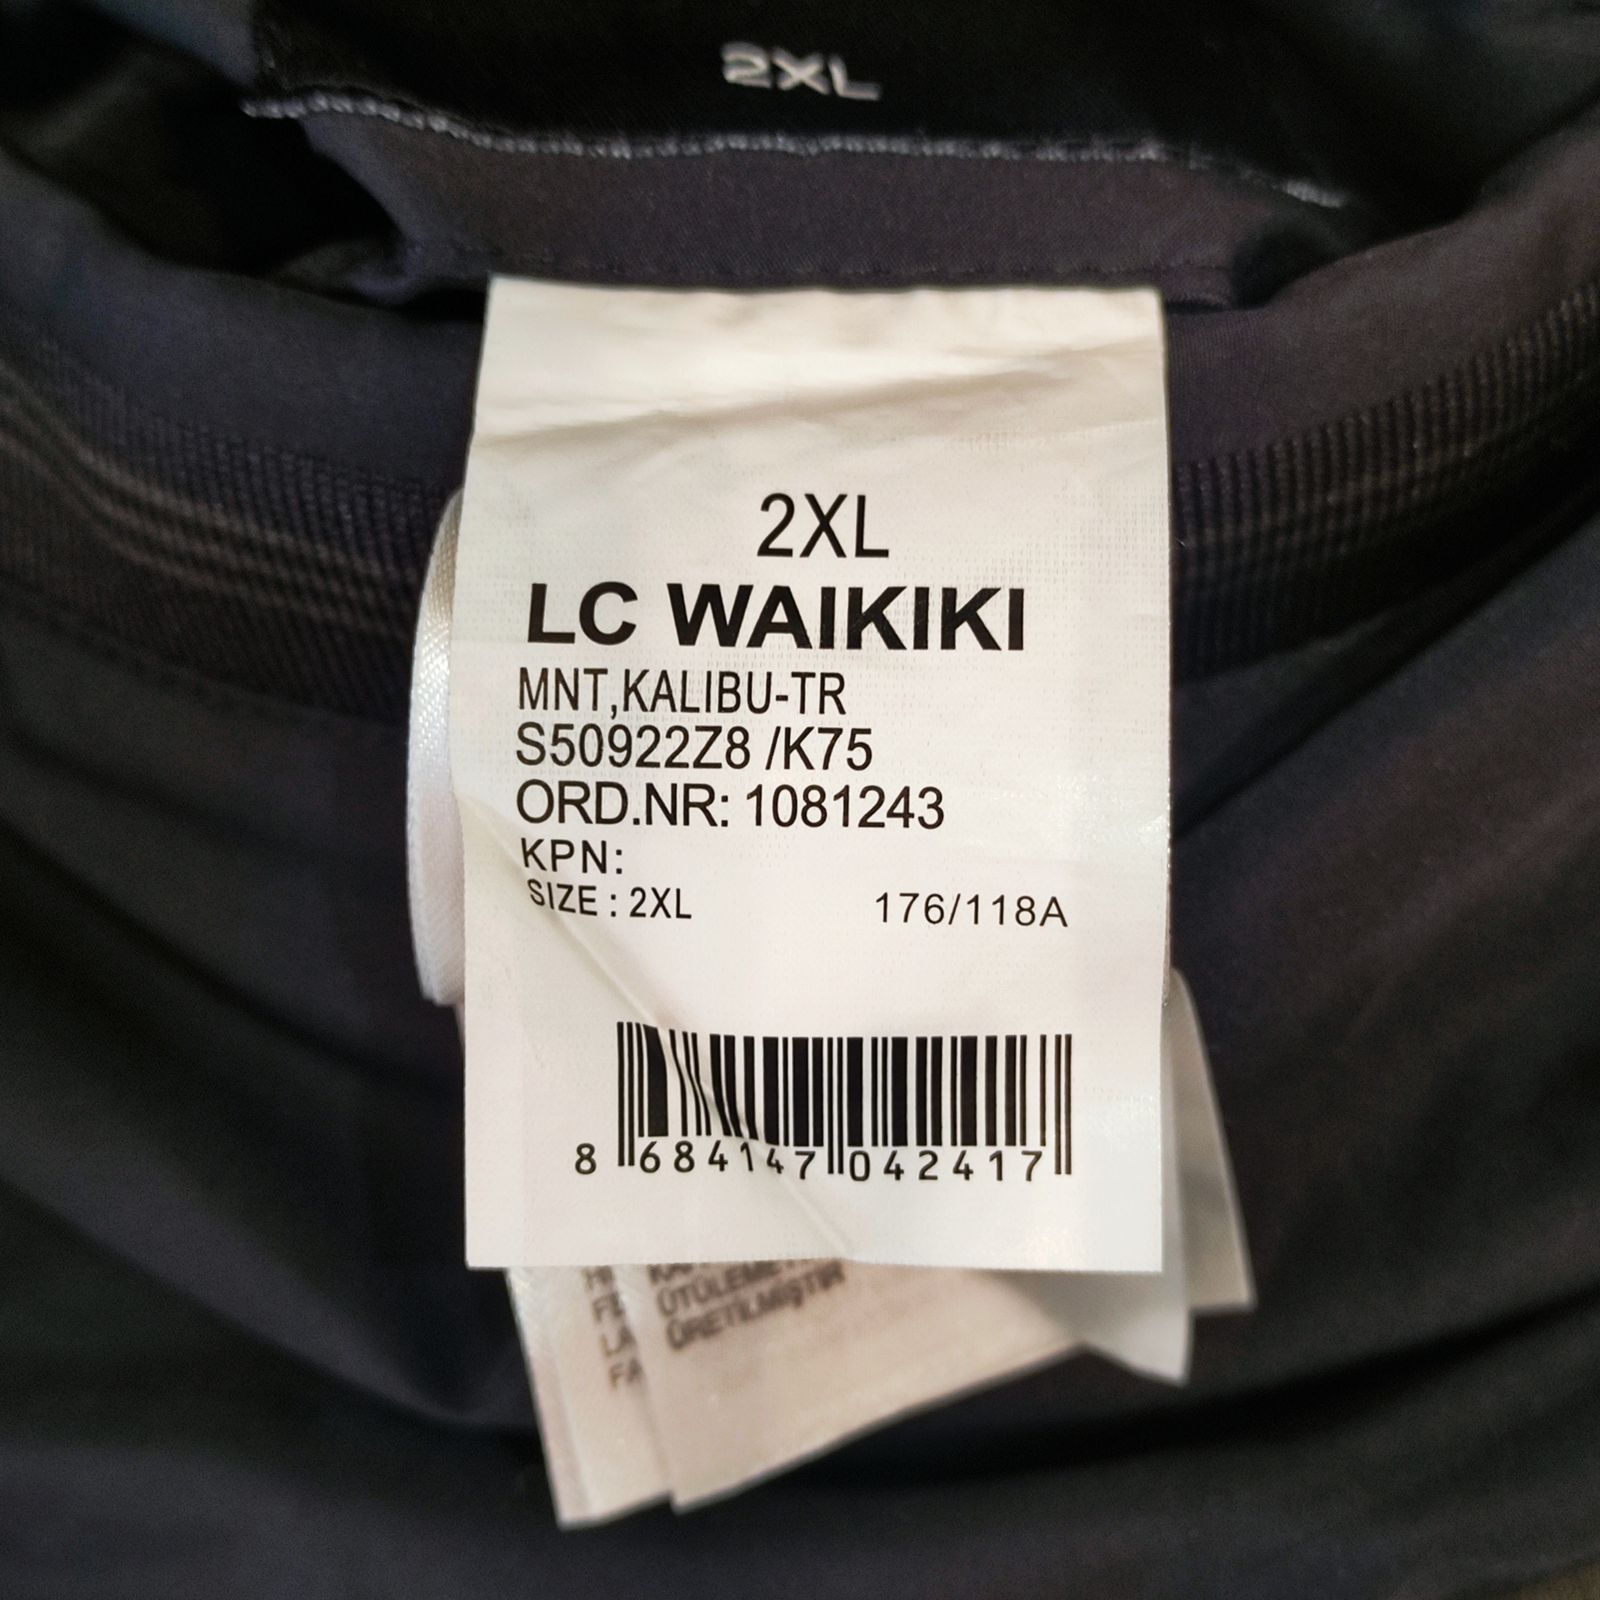 2XL
2XL
LC WAIKIKI
MNT,KALIBU-TR
S50922Z8 /K75
ORD.NR: 1081243
KPN:
SIZE : 2XL 176/118A
8 684147 042417
ÜTÜLEME
ÜRETİLMİŞTİR